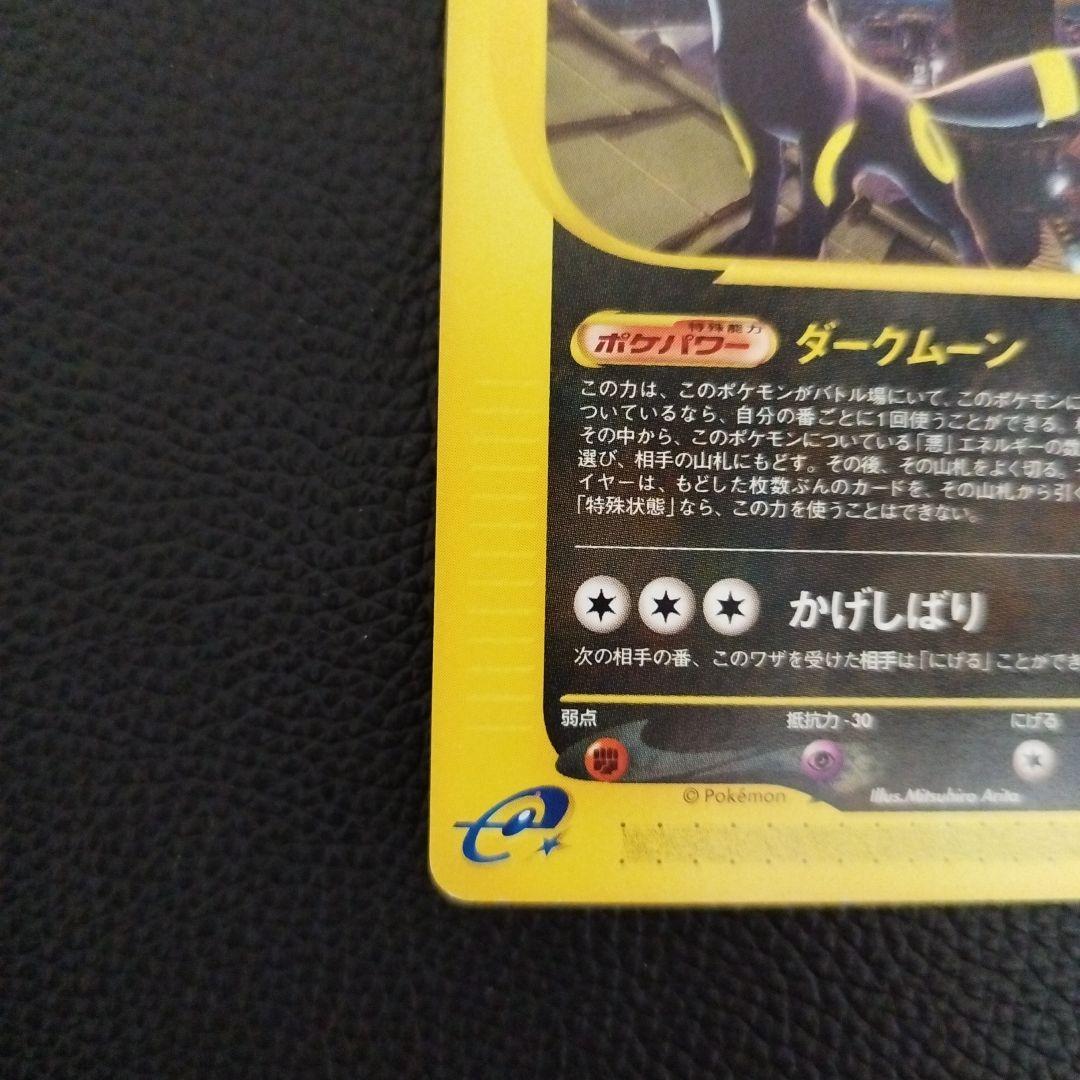 特殊能力
ポケパワー ダークムーン
この力は、このポケモンがバトル場にいて、このポケモンに
ついているなら、自分の番ごとに1回使うことができる。
その中から、このポケモンについている「悪」エネルギーの数
選び、相手の山札にもどす。その後、その山札をよく切る。
イヤーは、もどした枚数ぶんのカードを、その山札から引く
「特殊状態」なら、この力を使うことはできない。
かげしばり
次の相手の番、このワザを受けた相手は「にげる」ことができ
弱点 抵抗力 -30 にげる
© Pokémon Illus. Mitsuhiro Arita
e